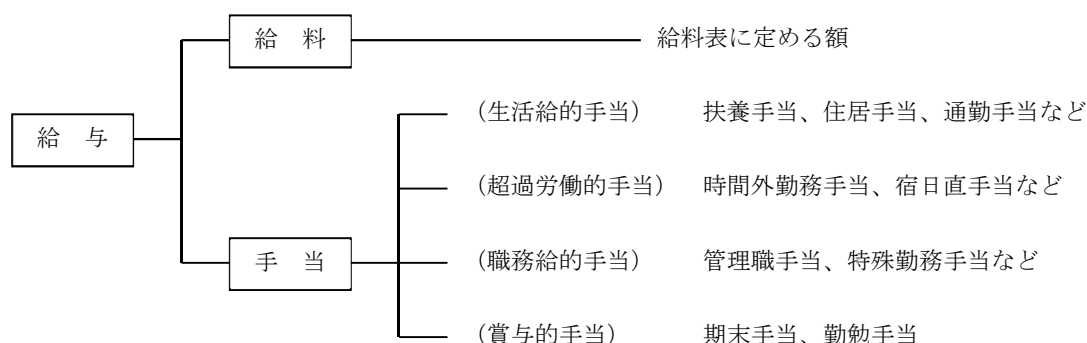 給　料
給料表に定める額
給　与
（生活給的手当）　扶養手当、住居手当、通勤手当など
（超過労働的手当）　時間外勤務手当、宿日直手当など
手　当
（職務給的手当）　管理職手当、特殊勤務手当など
（賞与的手当）　期末手当、勤勉手当